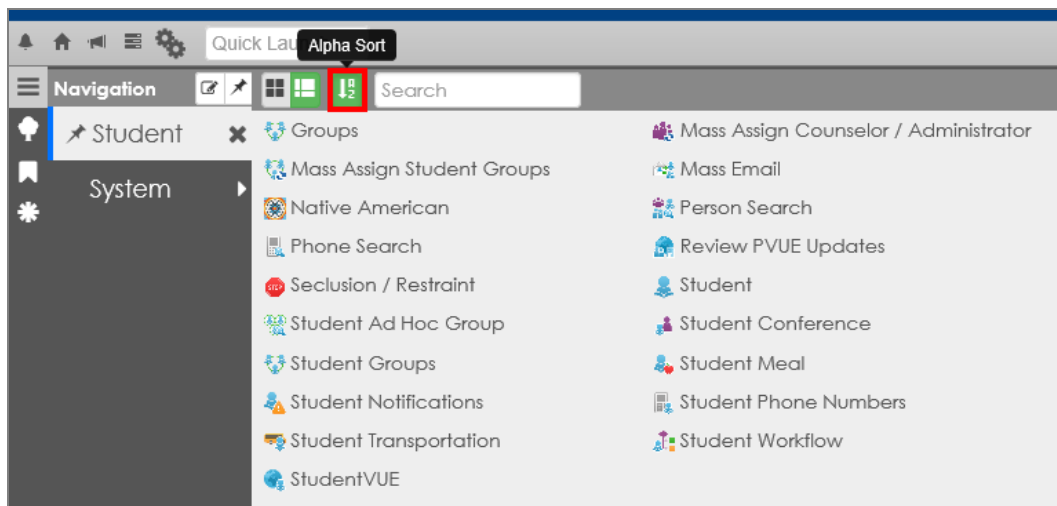 Quick Lau
Alpha Sort
Navigation
Search
Student
System
Groups
Mass Assign Counselor / Administrator
Mass Assign Student Groups
Mass Email
Native American
Person Search
Phone Search
Review PVUE Updates
Seclusion / Restraint
Student
Student Ad Hoc Group
Student Conference
Student Groups
Student Meal
Student Notifications
Student Phone Numbers
Student Transportation
Student Workflow
StudentVUE